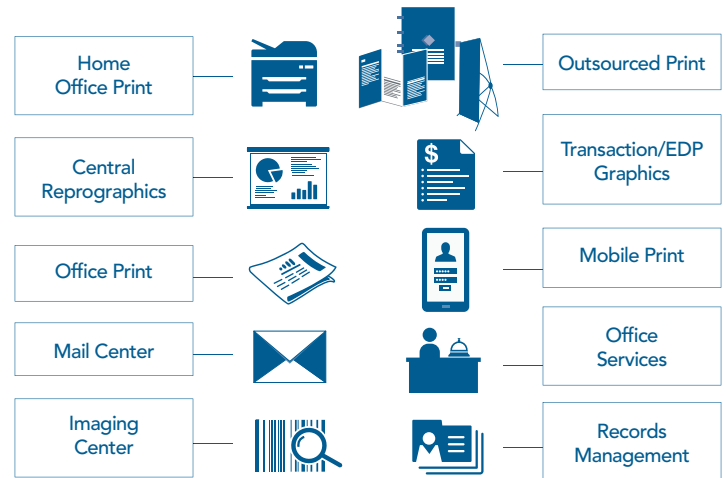 Home
Office Print
Outsourced Print
Central
Reprographics
$
Transaction/EDP
Graphics
Office Print
Mobile Print
Mail Center
Office
Services
Imaging
Center
Records
Management